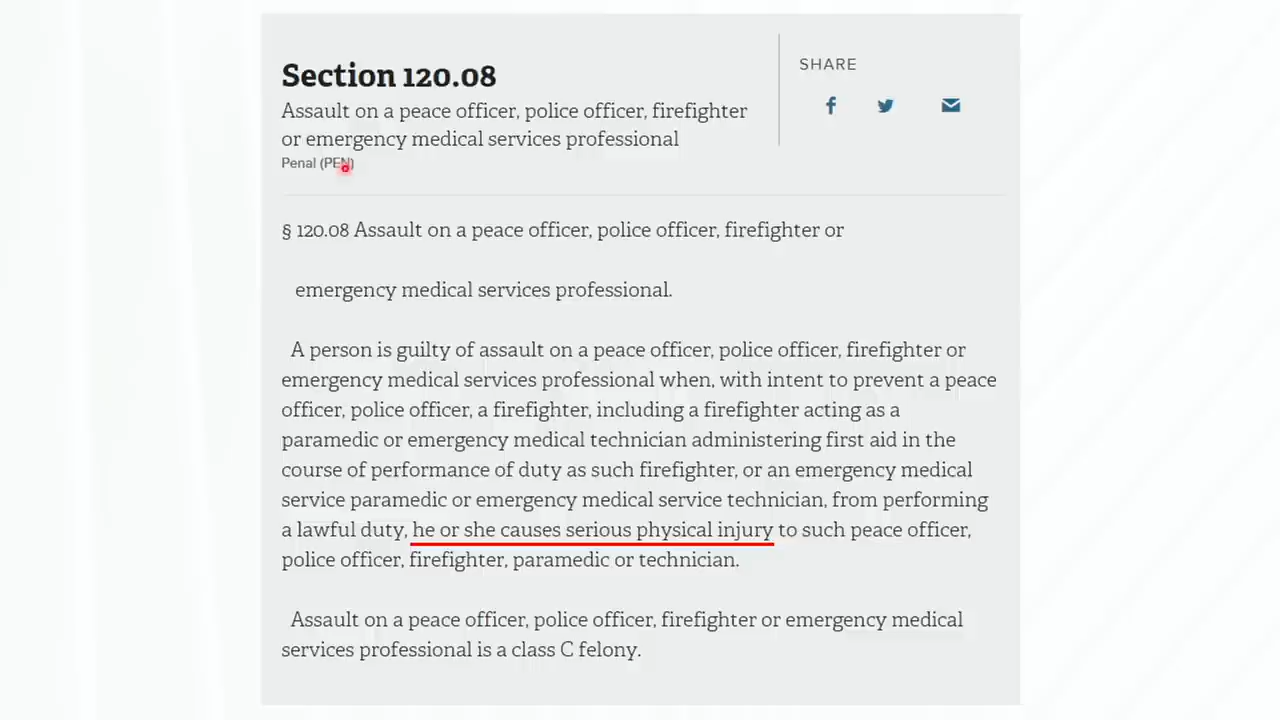 Section 120.08
Assault on a peace officer, police officer, firefighter
or emergency medical services professional
Penal (PEN)
SHARE
§ 120.08 Assault on a peace officer, police officer, firefighter or
emergency medical services professional.
A person is guilty of assault on a peace officer, police officer, firefighter or
emergency medical services professional when, with intent to prevent a peace
officer, police officer, a firefighter, including a firefighter acting as a
paramedic or emergency medical technician administering first aid in the
course of performance of duty as such firefighter, or an emergency medical
service paramedic or emergency medical service technician, from performing
a lawful duty, he or she causes serious physical injury to such peace officer,
police officer, firefighter, paramedic or technician.
Assault on a peace officer, police officer, firefighter or emergency medical
services professional is a class C felony.